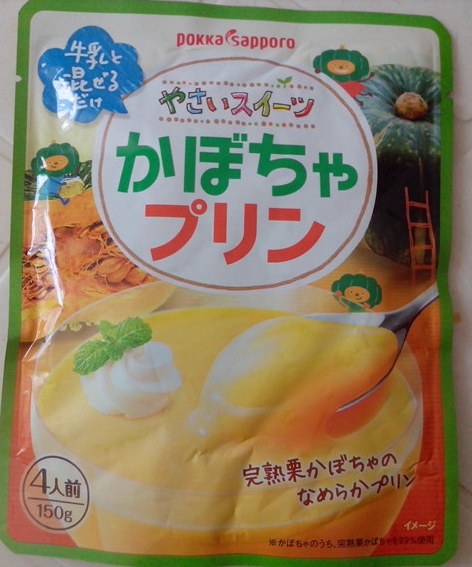 pokka sapporo
牛乳と
混ぜる
だけ
やさいスイーツ
かぼちゃ
プリン
完熟栗かぼちゃの
なめらかプリン
4人前
150g
イメージ
※かぼちゃのうち、完熟栗かぼちゃを99%使用